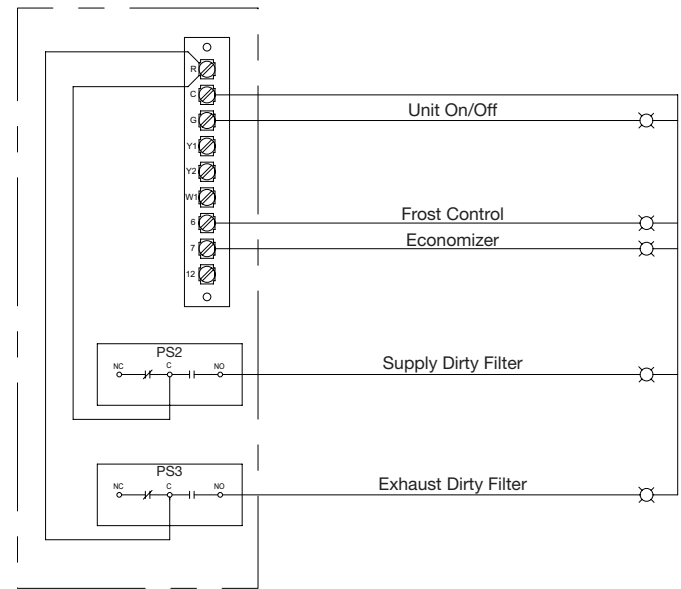 R
C
G
Y1
Y2
W1
6
7
12
Unit On/Off
Frost Control
Economizer
PS2
NC C NO
Supply Dirty Filter
PS3
NC C NO
Exhaust Dirty Filter